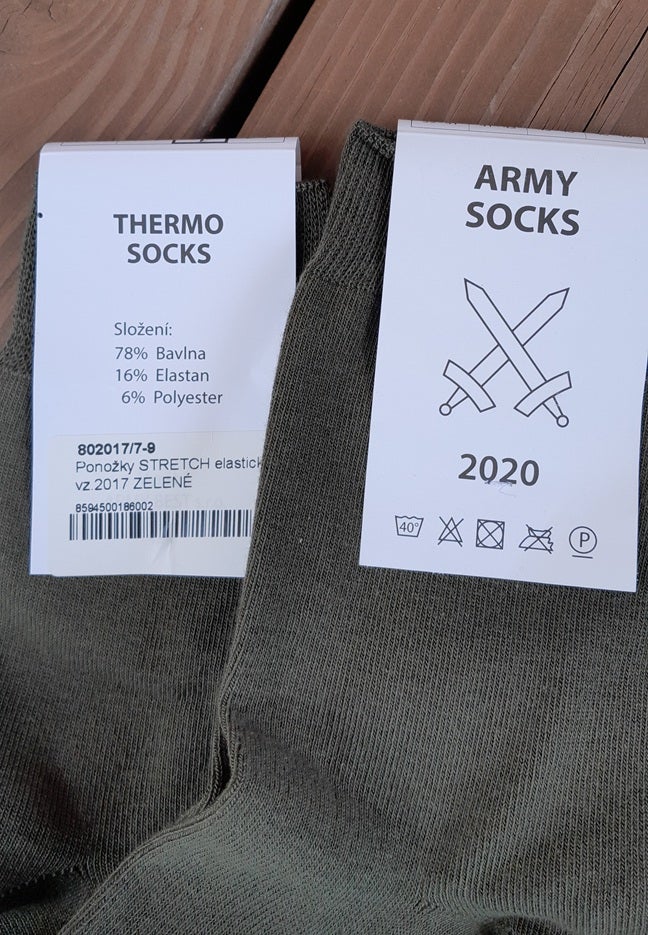 THERMO
SOCKS
Složení:
78% Bavlna
16% Elastan
6% Polyester
802017/7-9
Ponožky STRETCH elastick
vz.2017 ZELENÉ
8594500186002
ARMY
SOCKS
2020
40°
P